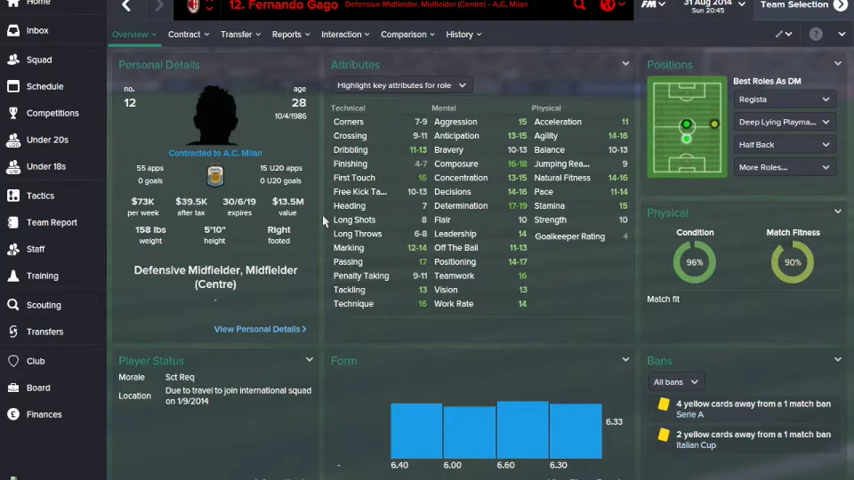 Home
12. Fernando Gago
Defensive Midfielder, Midfielder (Centre) - A.C. Milan
FM
31 Aug 2014
Sun 20:45
Team Selection
Inbox
Squad
Schedule
Competitions
Under 20s
Under 18s
Tactics
Team Report
Staff
Training
Scouting
Transfers
Club
Board
Finances
Overview
Contract
Transfer
Reports
Interaction
Comparison
History
?
Personal Details
no.
12
age
28
10/4/1986
Contracted to A.C. Milan
55 apps
0 goals
15 U20 apps
0 U20 goals
$73K
per week
$39.5K
after tax
30/6/19
expires
$13.5M
value
158 lbs
weight
5'10"
height
Right
footed
Defensive Midfielder, Midfielder
(Centre)
View Personal Details >
Attributes
Highlight key attributes for role
Technical
Corners 7-9
Crossing 9-11
Dribbling 11-13
Finishing 4-7
First Touch 16
Free Kick Ta... 10-13
Heading 7
Long Shots 8
Long Throws 6-8
Marking 12-14
Passing 17
Penalty Taking 9-11
Tackling 13
Technique 16
Mental
Aggression 15
Anticipation 13-15
Bravery 10-13
Composure 16-18
Concentration 13-15
Decisions 14-16
Determination 17-19
Flair 10
Leadership 14
Off The Ball 11-13
Positioning 14-17
Teamwork 16
Vision 13
Work Rate 14
Physical
Acceleration 11
Agility 14-16
Balance 10-13
Jumping Rea... 9
Natural Fitness 14-16
Pace 11-14
Stamina 15
Strength 10
Goalkeeper Rating 4
Positions
Best Roles As DM
Regista
Deep Lying Playma...
Half Back
More Roles...
Physical
Condition
96%
Match Fitness
90%
Match fit
Player Status
Morale Sct Req
Location Due to travel to join international squad
on 1/9/2014
Form
6.33
-
6.40
6.00
6.60
6.30
Bans
All bans
4 yellow cards away from a 1 match ban
Serie A
2 yellow cards away from a 1 match ban
Italian Cup